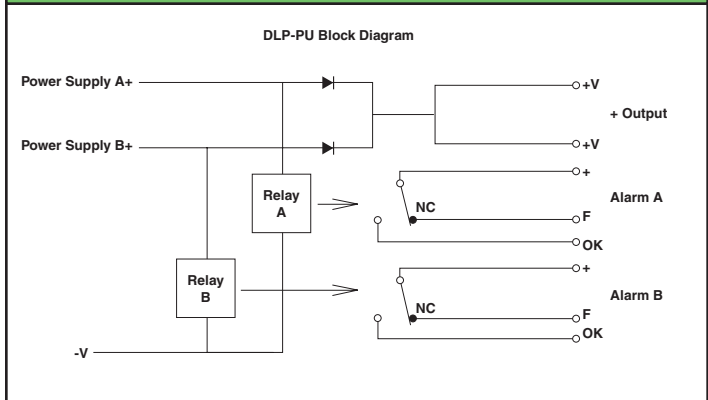 DLP-PU Block Diagram
Power Supply A+
+V
+ Output
Power Supply B+
+V
+
Relay
A
Alarm A
NC
F
OK
+
Relay
B
Alarm B
NC
F
OK
-V